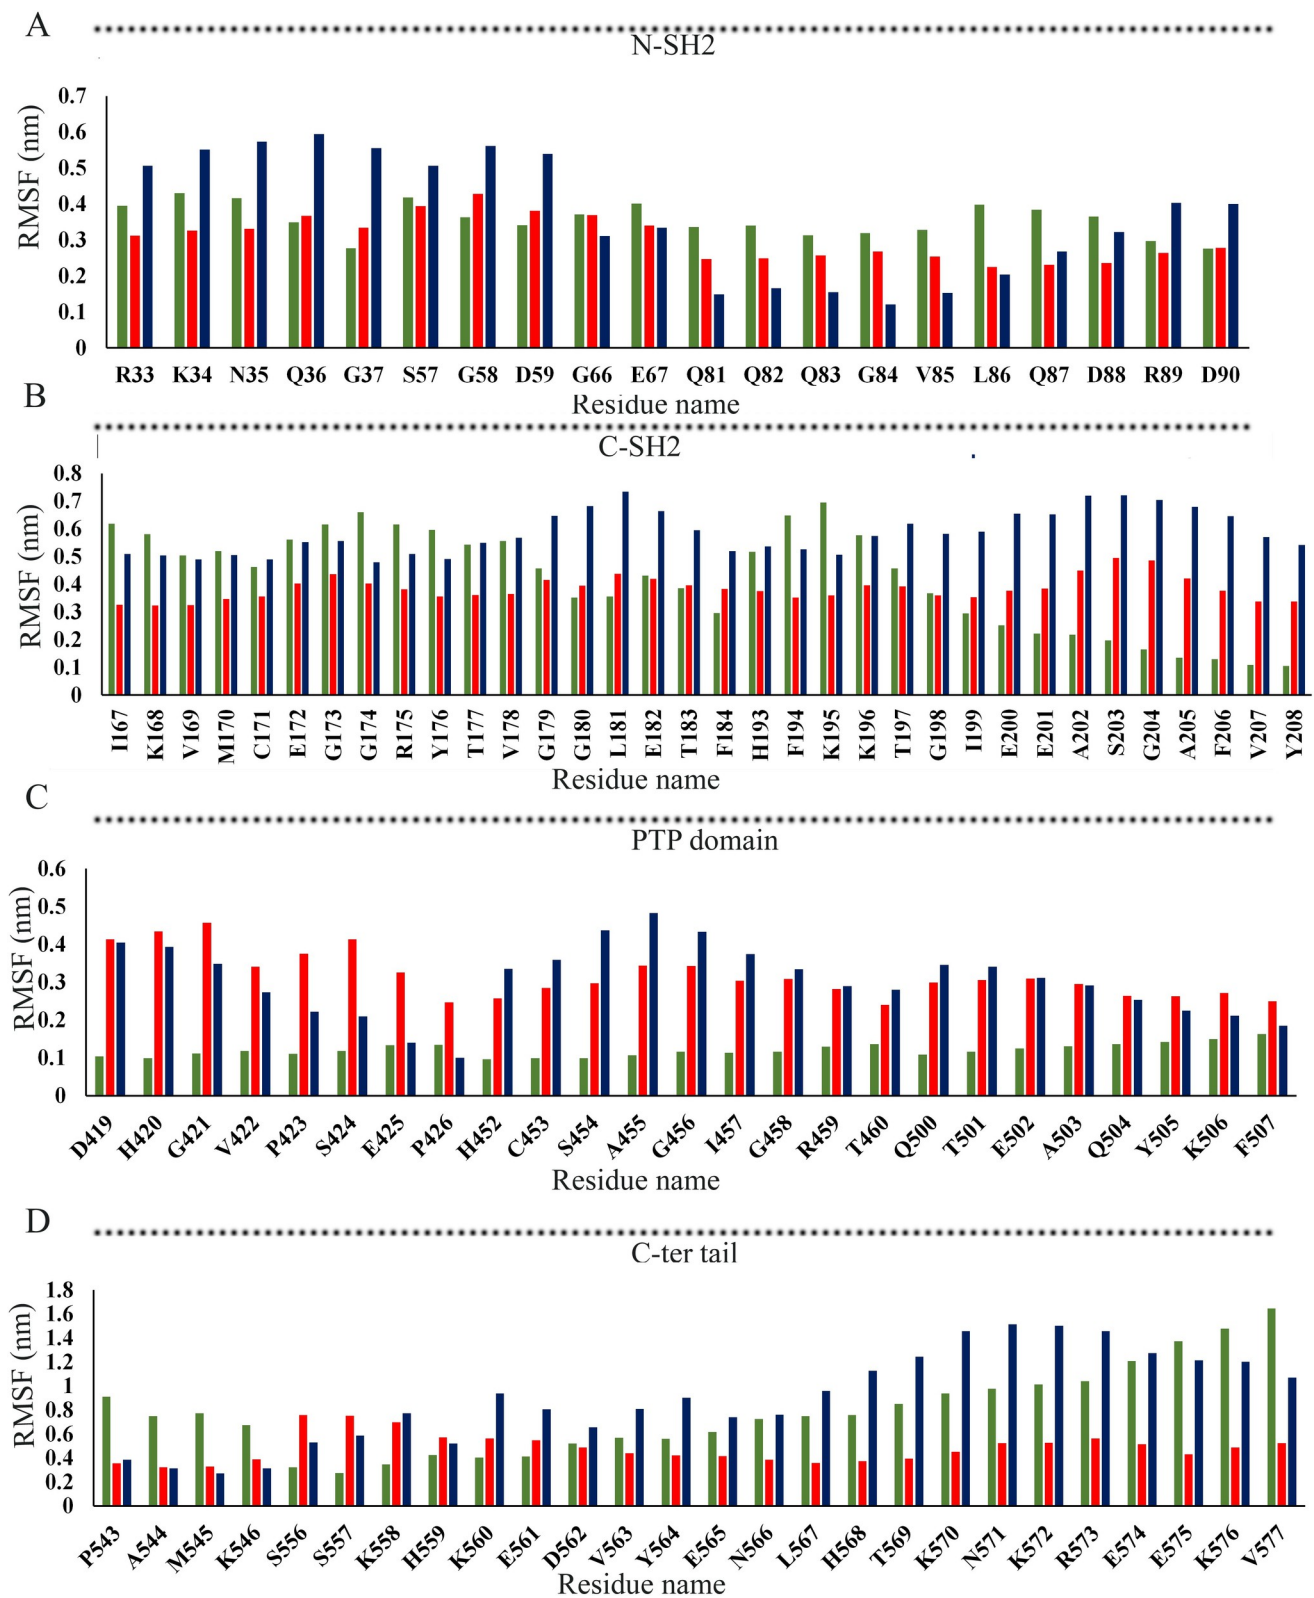 A
N-SH2
RMSF (nm)
0.7
0.6
0.5
0.4
0.3
0.2
0.1
0
R33 K34 N35 Q36 G37 S57 G58 D59 G66 E67 Q81 Q82 Q83 G84 V85 L86 Q87 D88 R89 D90
Residue name
B
C-SH2
RMSF (nm)
0.8
0.7
0.6
0.5
0.4
0.3
0.2
0.1
0
I167 K168 V169 M170 C171 E172 G173 G174 R175 Y176 T177 V178 G179 G180 L181 E182 T183 F184 H193 F194 K195 K196 T197 G198 I199 E200 E201 A202 S203 G204 A205 F206 V207 Y208
Residue name
C
PTP domain
RMSF (nm)
0.6
0.5
0.4
0.3
0.2
0.1
0
D419 H420 G421 V422 P423 S424 E425 P426 H452 C453 S454 A455 G456 I457 G458 R459 T460 Q500 T501 E502 A503 Q504 Y505 K506 F507
Residue name
D
C-ter tail
RMSF (nm)
1.8
1.6
1.4
1.2
1
0.8
0.6
0.4
0.2
0
P543 A544 M545 K546 S556 S557 K558 H559 K560 E561 D562 V563 Y564 E565 N566 L567 H568 T569 K570 N571 K572 R573 E574 E575 K576 V577
Residue name